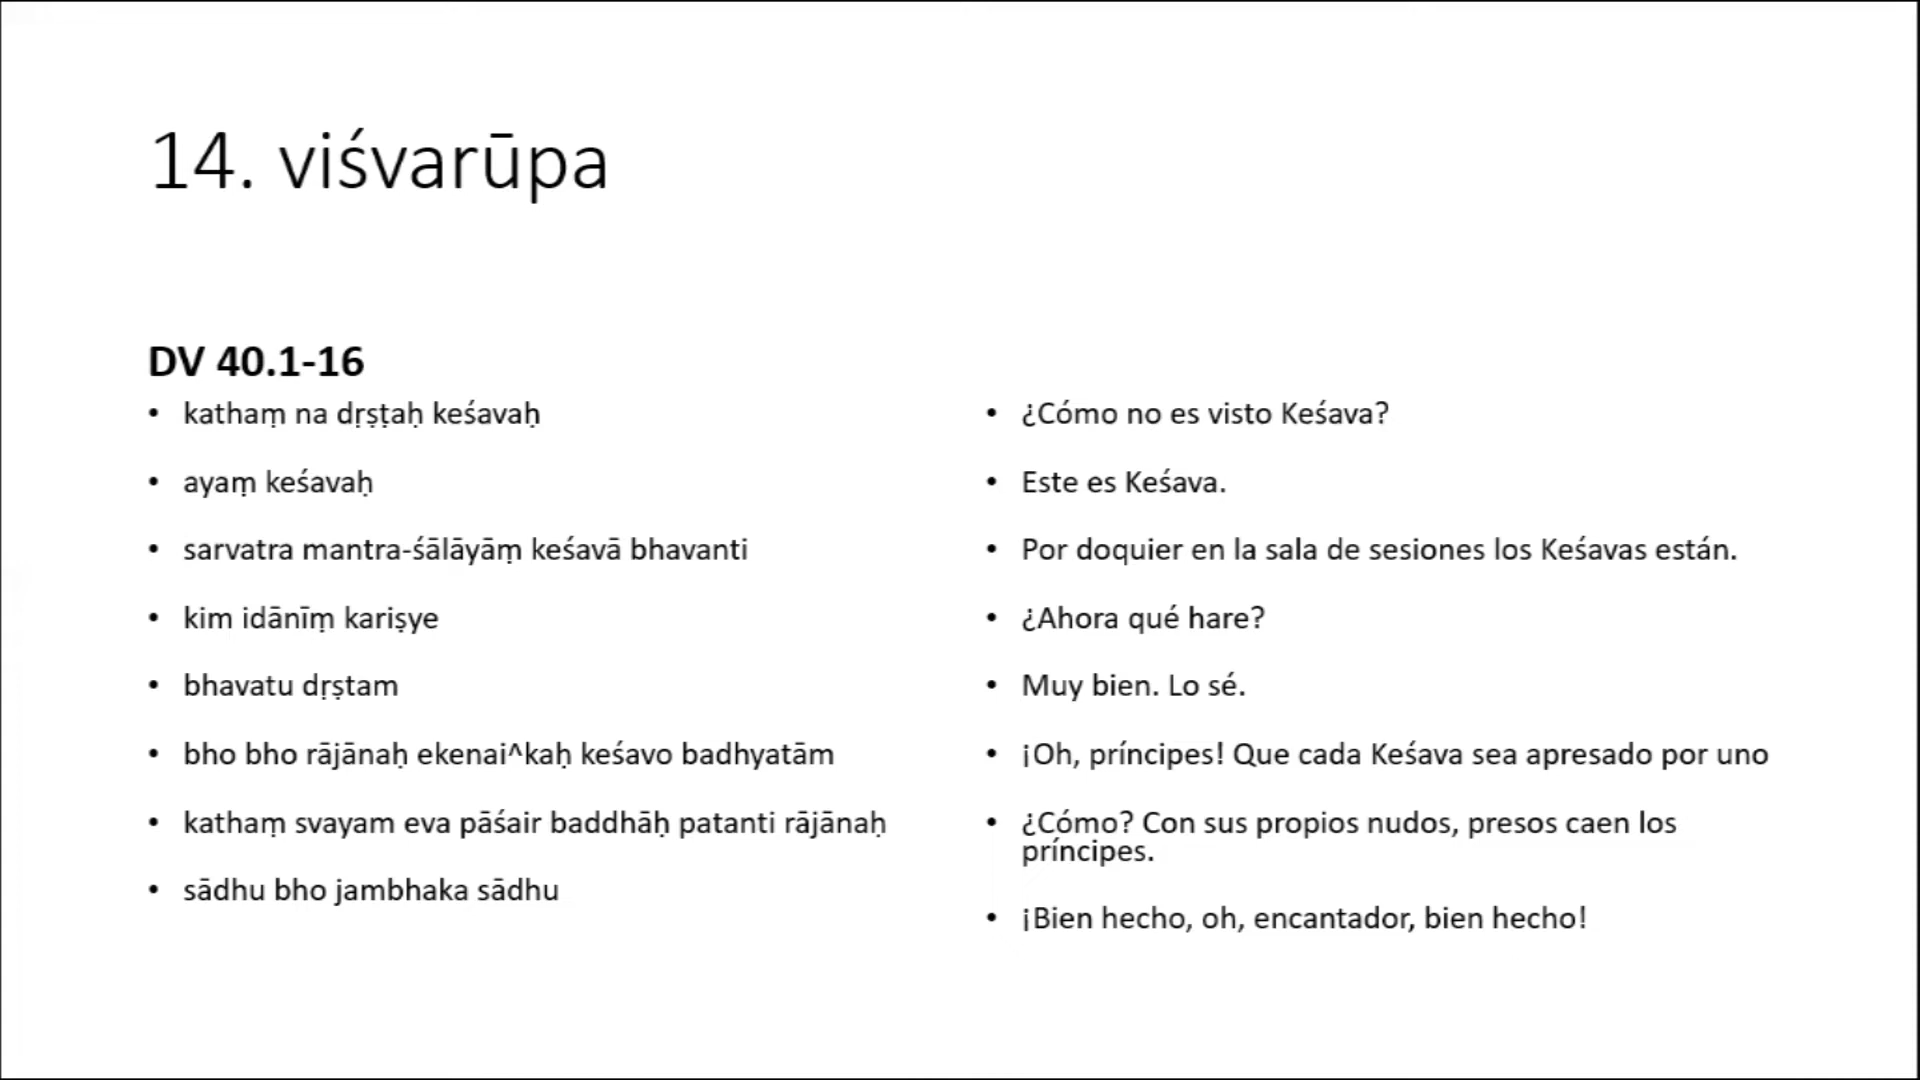 14. viśvarūpa
DV 40.1-16
• kathaṃ na dṛṣṭaḥ keśavaḥ
• ayaṃ keśavaḥ
• sarvatra mantra-śālāyāṃ keśavā bhavanti
• kim idānīṃ kariṣye
• bhavatu dṛṣtam
• bho bho rājānaḥ ekenai^kaḥ keśavo badhyatām
• kathaṃ svayam eva pāśair baddhāḥ patanti rājānaḥ
• sādhu bho jambhaka sādhu
• ¿Cómo no es visto Keśava?
• Este es Keśava.
• Por doquier en la sala de sesiones los Keśavas están.
• ¿Ahora qué hare?
• Muy bien. Lo sé.
• ¡Oh, príncipes! Que cada Keśava sea apresado por uno
• ¿Cómo? Con sus propios nudos, presos caen los
príncipes.
• ¡Bien hecho, oh, encantador, bien hecho!